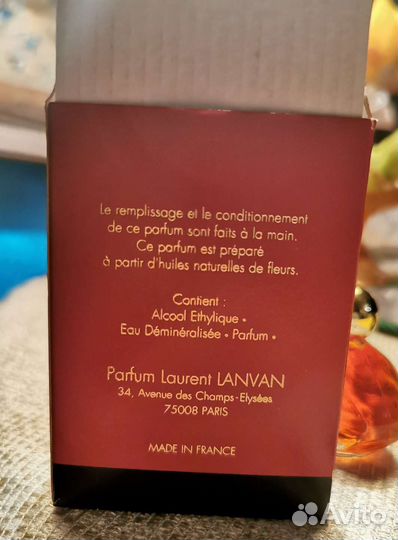 Le remplissage et le conditionnement
de ce parfum sont faits à la main.
Ce parfum est préparé
à partir d'huiles naturelles de fleurs.
Contient :
Alcool Ethylique •
Eau Déminéralisée • Parfum •
Parfum Laurent LANVAN
34, Avenue des Champs-Elysées
75008 PARIS
MADE IN FRANCE
Avito